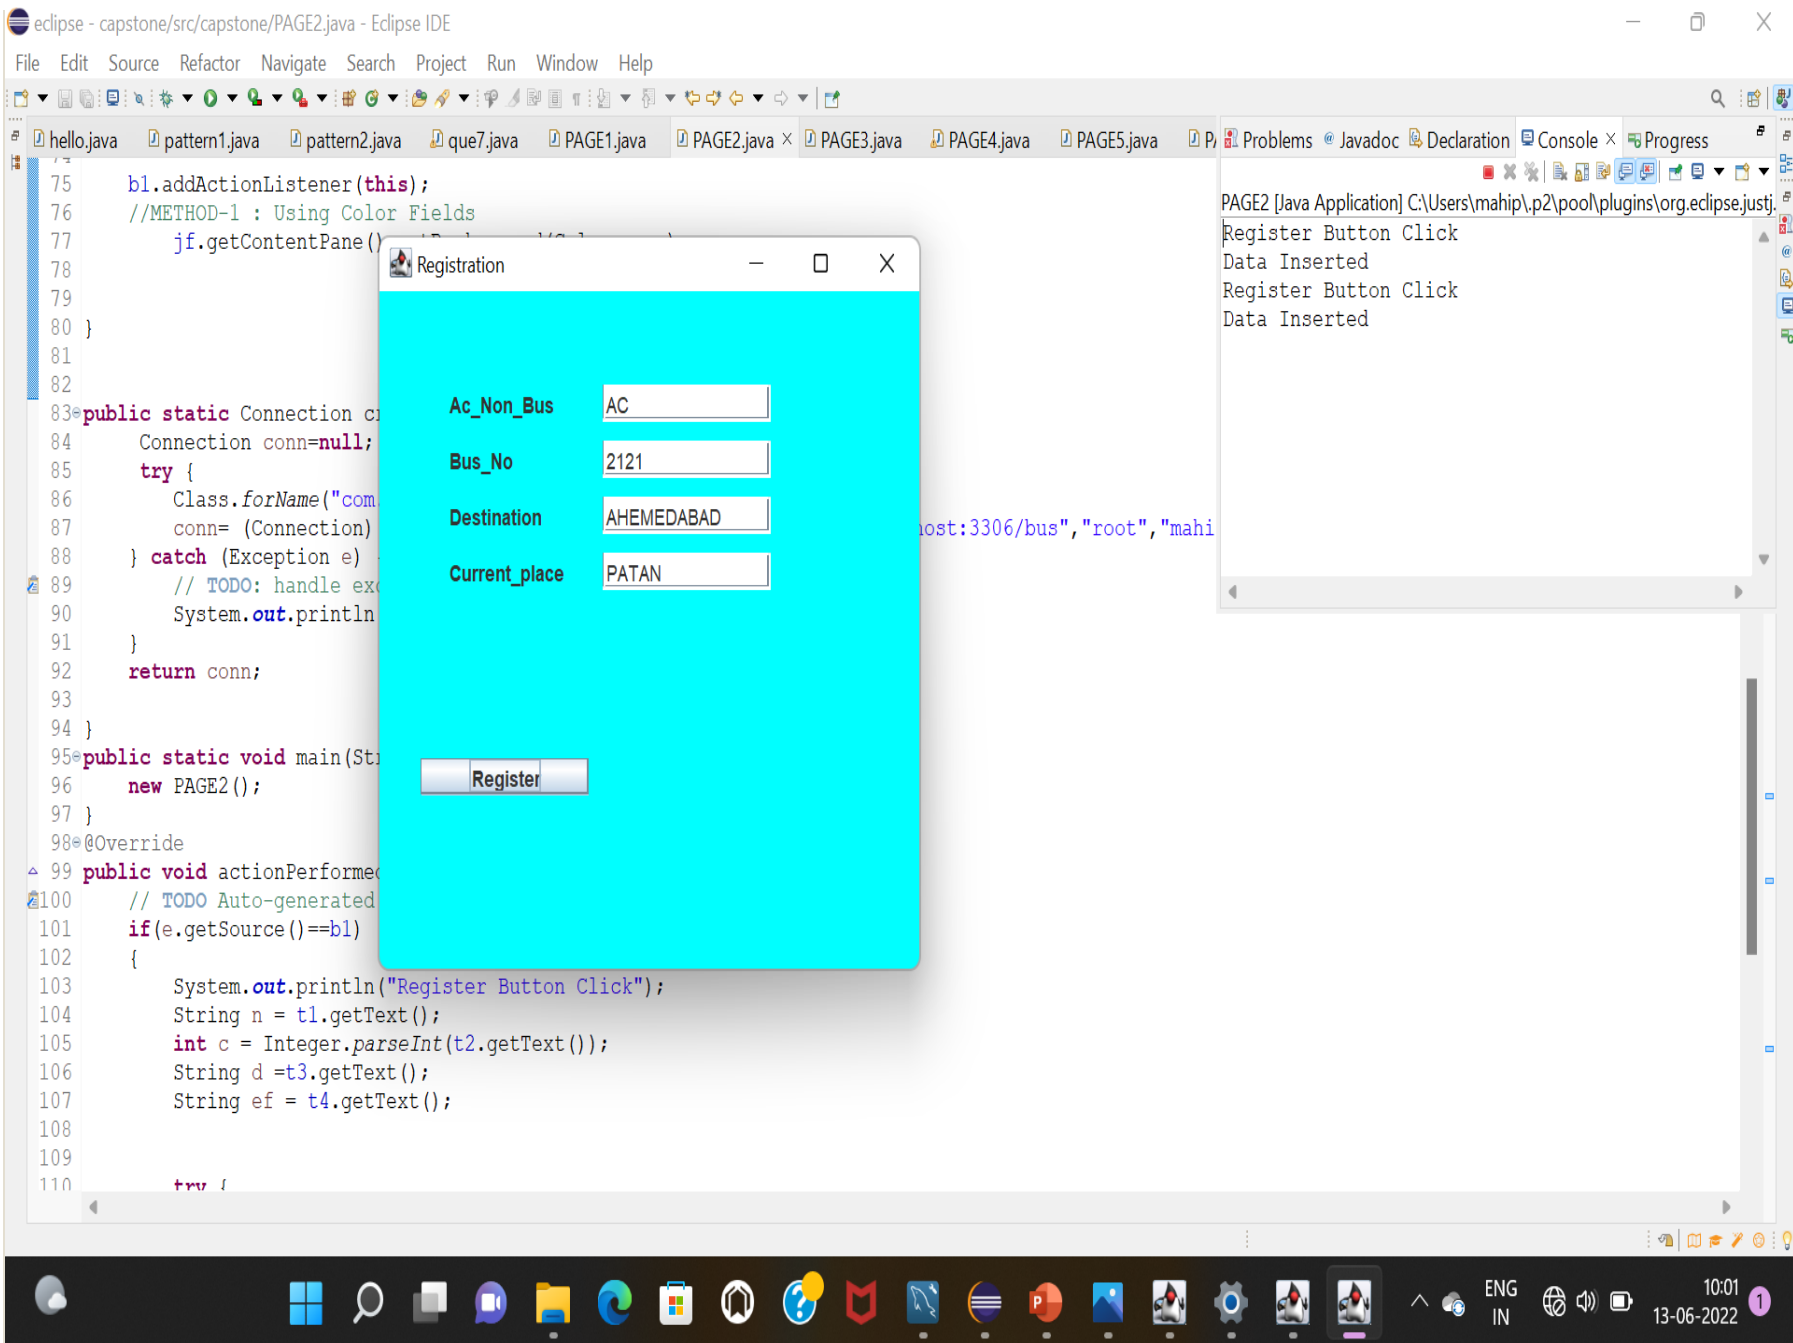 eclipse - capstone/src/capstone/PAGE2.java - Eclipse IDE
File Edit Source Refactor Navigate Search Project Run Window Help
hello.java pattern1.java pattern2.java que7.java PAGE1.java PAGE2.java PAGE3.java PAGE4.java PAGE5.java
Problems @ Javadoc Declaration Console Progress
PAGE2 [Java Application] C:\Users\mahip\.p2\pool\plugins\org.eclipse.justj.
Register Button Click
Data Inserted
Register Button Click
Data Inserted
75 b1.addActionListener(this);
76 //METHOD-1 : Using Color Fields
77 jf.getContentPane()
78
79
80 }
81
82
83 public static Connection
84 Connection conn=null;
85 try {
86 Class.forName("com
87 conn= (Connection) ost:3306/bus","root","mahi
88 } catch (Exception e)
89 // TODO: handle
90 System.out.println
91 }
92 return conn;
93
94 }
95 public static void main(
96 new PAGE2();
97 }
98 @Override
99 public void actionPerformed
100 // TODO Auto-generated
101 if(e.getSource()==b1)
102 {
103 System.out.println("Register Button Click");
104 String n = t1.getText();
105 int c = Integer.parseInt(t2.getText());
106 String d =t3.getText();
107 String ef = t4.getText();
108
109
110 try {
Registration
Ac_Non_Bus AC
Bus_No 2121
Destination AHEMEDABAD
Current_place PATAN
Register
ENG
IN
10:01
13-06-2022
1